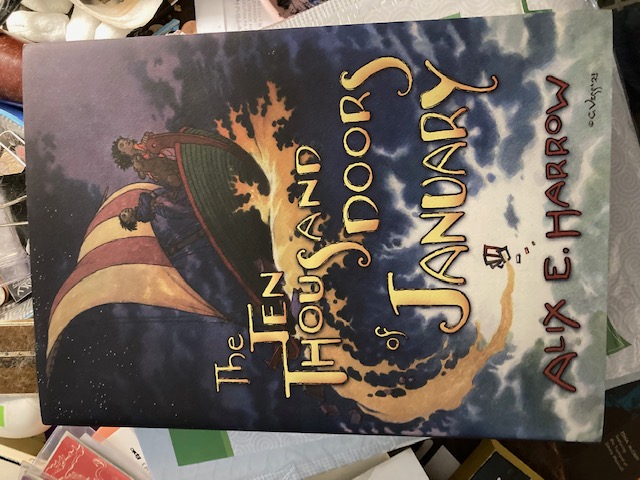 The
TEN
THOUSAND
DOORS
of JANUARY
ALIX E. HARROW